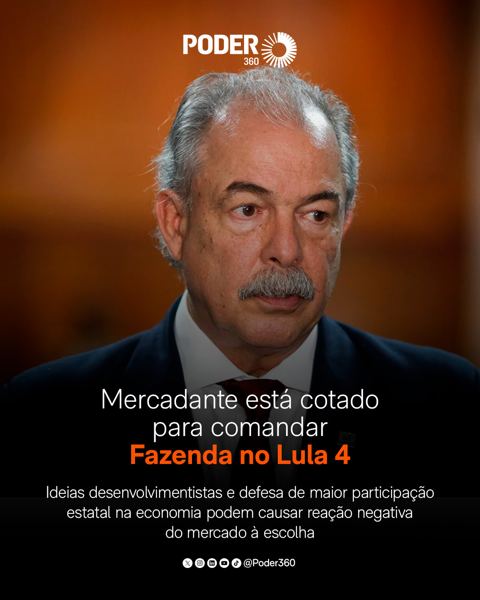 PODER
360
Mercadante está cotado
para comandar
Fazenda no Lula 4
Ideias desenvolvimentistas e defesa de maior participação
estatal na economia podem causar reação negativa
do mercado à escolha
@Poder360